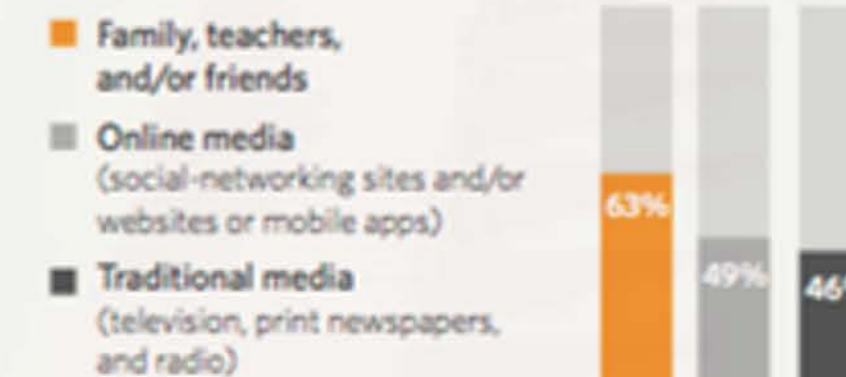 Family, teachers,
and/or friends
Online media
(social-networking sites and/or
websites or mobile apps)
Traditional media
(television, print newspapers,
and radio)
63%
49%
46